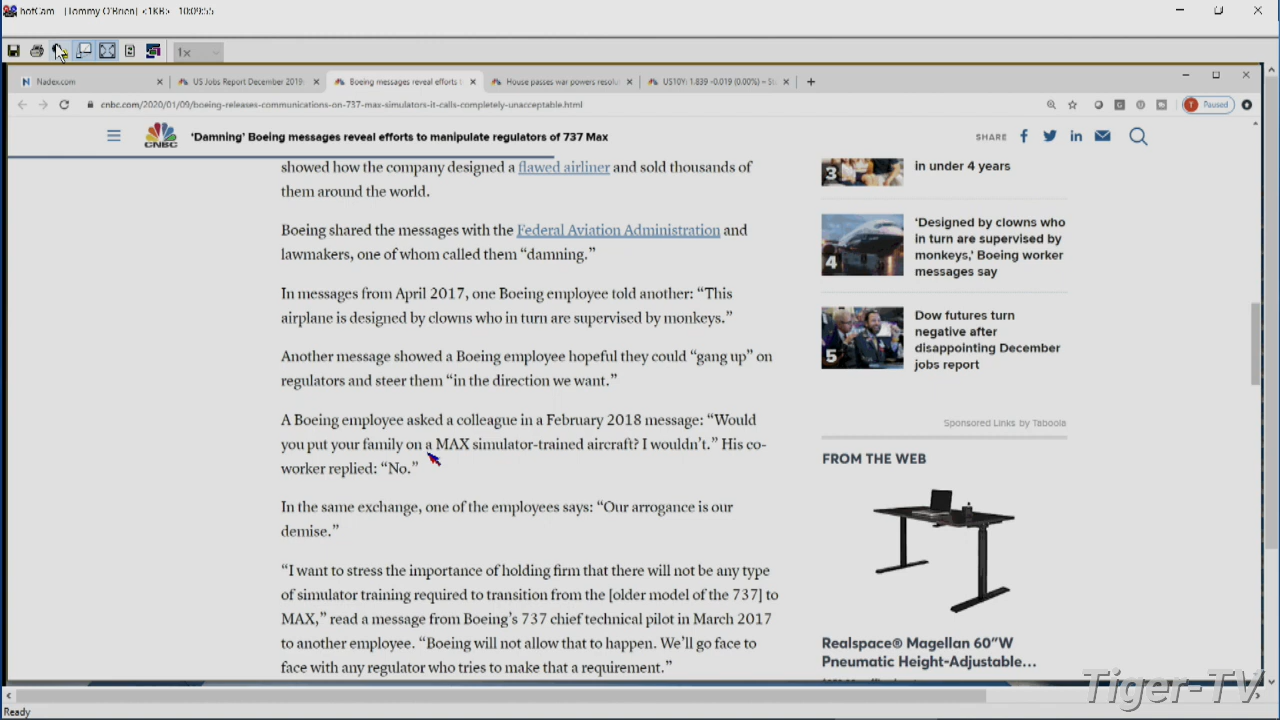 hotCam - [Tommy O'Brien] <1KB> - 10:09:55
1x
Nadex.com
US Jobs Report December 2019:
Boeing messages reveal efforts t
House passes war powers resolu
US10Y: 1.839 -0.019 (0.00%) – St
cnbc.com/2020/01/09/boeing-releases-communications-on-737-max-simulators-it-calls-completely-unacceptable.html
T Paused
CNBC
‘Damning’ Boeing messages reveal efforts to manipulate regulators of 737 Max
SHARE
showed how the company designed a flawed airliner and sold thousands of
them around the world.
Boeing shared the messages with the Federal Aviation Administration and
lawmakers, one of whom called them “damning.”
In messages from April 2017, one Boeing employee told another: “This
airplane is designed by clowns who in turn are supervised by monkeys.”
Another message showed a Boeing employee hopeful they could “gang up” on
regulators and steer them “in the direction we want.”
A Boeing employee asked a colleague in a February 2018 message: “Would
you put your family on a MAX simulator-trained aircraft? I wouldn’t.” His co-
worker replied: “No.”
In the same exchange, one of the employees says: “Our arrogance is our
demise.”
“I want to stress the importance of holding firm that there will not be any type
of simulator training required to transition from the [older model of the 737] to
MAX,” read a message from Boeing’s 737 chief technical pilot in March 2017
to another employee. “Boeing will not allow that to happen. We’ll go face to
face with any regulator who tries to make that a requirement.”
3
in under 4 years
4
‘Designed by clowns who
in turn are supervised by
monkeys,’ Boeing worker
messages say
5
Dow futures turn
negative after
disappointing December
jobs report
Sponsored Links by Taboola
FROM THE WEB
Realspace® Magellan 60”W
Pneumatic Height-Adjustable...
Tiger-TV
Ready